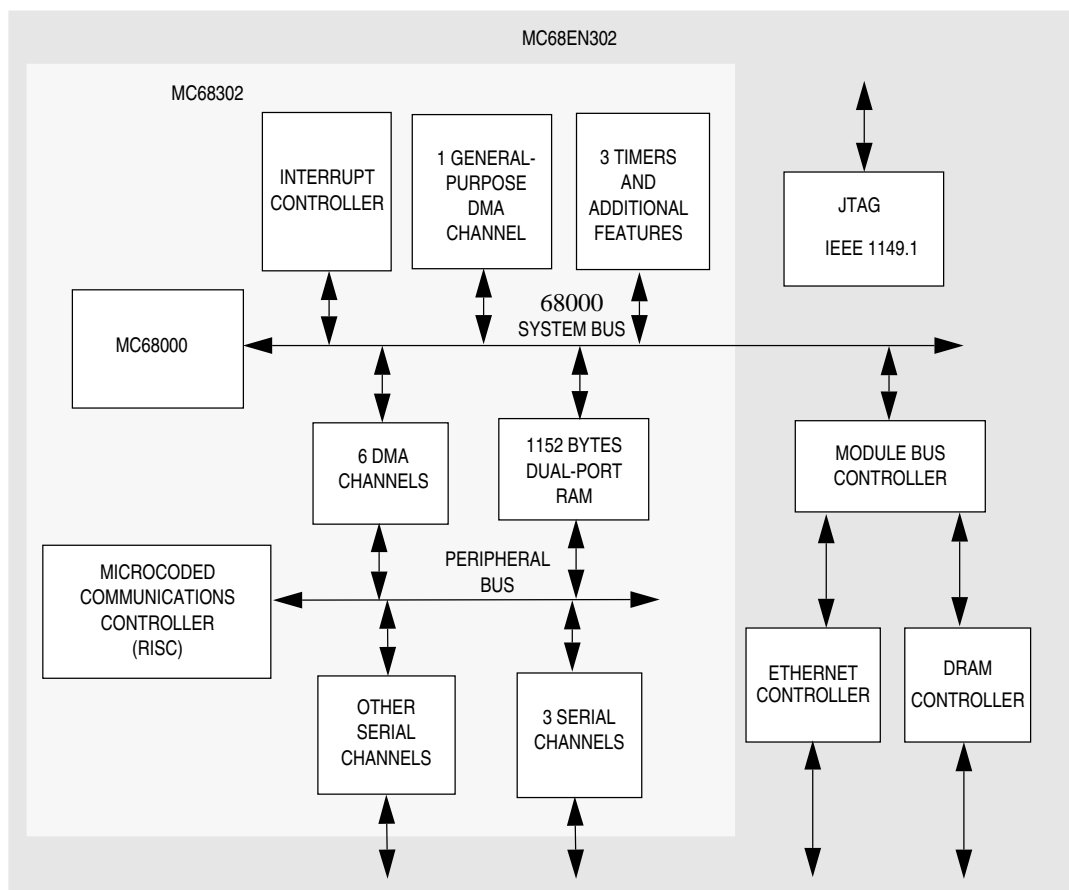 MC68EN302
MC68302
INTERRUPT
CONTROLLER
1 GENERAL-
PURPOSE
DMA
CHANNEL
3 TIMERS
AND
ADDITIONAL
FEATURES
JTAG
IEEE 1149.1
MC68000
68000
SYSTEM BUS
6 DMA
CHANNELS
1152 BYTES
DUAL-PORT
RAM
MODULE BUS
CONTROLLER
PERIPHERAL
BUS
MICROCODED
COMMUNICATIONS
CONTROLLER
(RISC)
OTHER
SERIAL
CHANNELS
3 SERIAL
CHANNELS
ETHERNET
CONTROLLER
DRAM
CONTROLLER